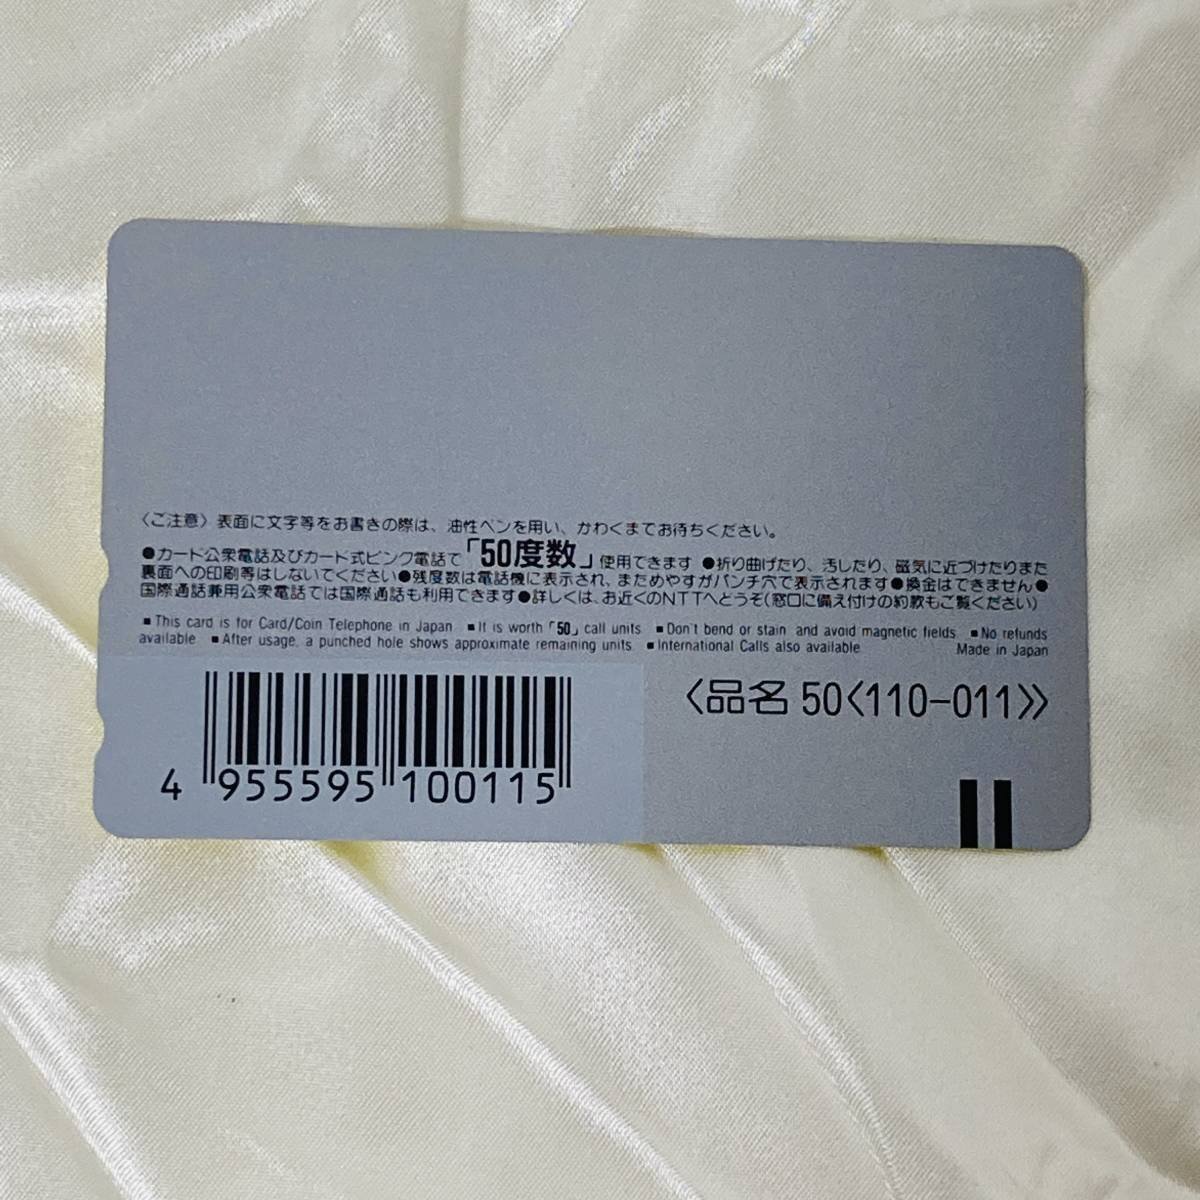 〈ご注意〉表面に文字等をお書きの際は、油性ペンを用い、かわくまでお待ちください。
●カード公衆電話及びカード式ピンク電話で「50度数」使用できます ●折り曲げたり、汚したり、磁気に近づけたりまた
裏面への印刷等はしないでください●残度数は電話機に表示され、まためやすがパンチ穴で表示されます●換金はできません●
国際通話兼用公衆電話では国際通話も利用できます●詳しくは、お近くのNTTへどうぞ(窓口に備え付けの約款もご覧ください)
■This card is for Card/Coin Telephone in Japan ■It is worth「50」call units ■Don't bend or stain and avoid magnetic fields ■No refunds
available ■After usage, a punched hole shows approximate remaining units ■International Calls also available Made in Japan
〈品名 50〈110-011〉〉
4 955595 100115